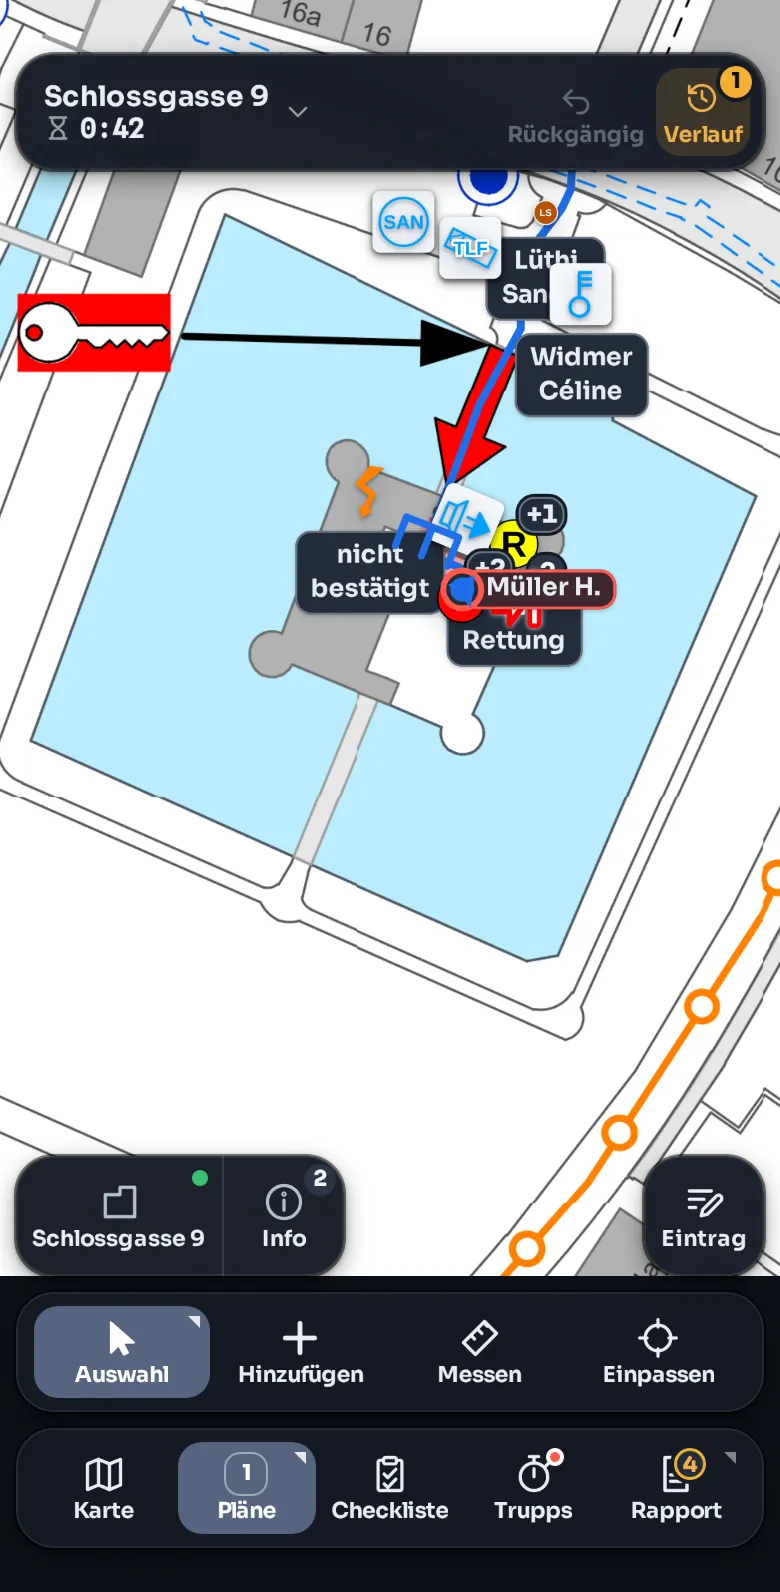 16a
16
Schlossgasse 9
0:42
Rückgängig
1
Verlauf
SAN
TLF
LS
Lüthi
San
Widmer
Céline
+1
R
nicht
bestätigt
Müller H.
Rettung
Schlossgasse 9
2
Info
Eintrag
Auswahl
Hinzufügen
Messen
Einpassen
1
4
Karte
Pläne
Checkliste
Trupps
Rapport